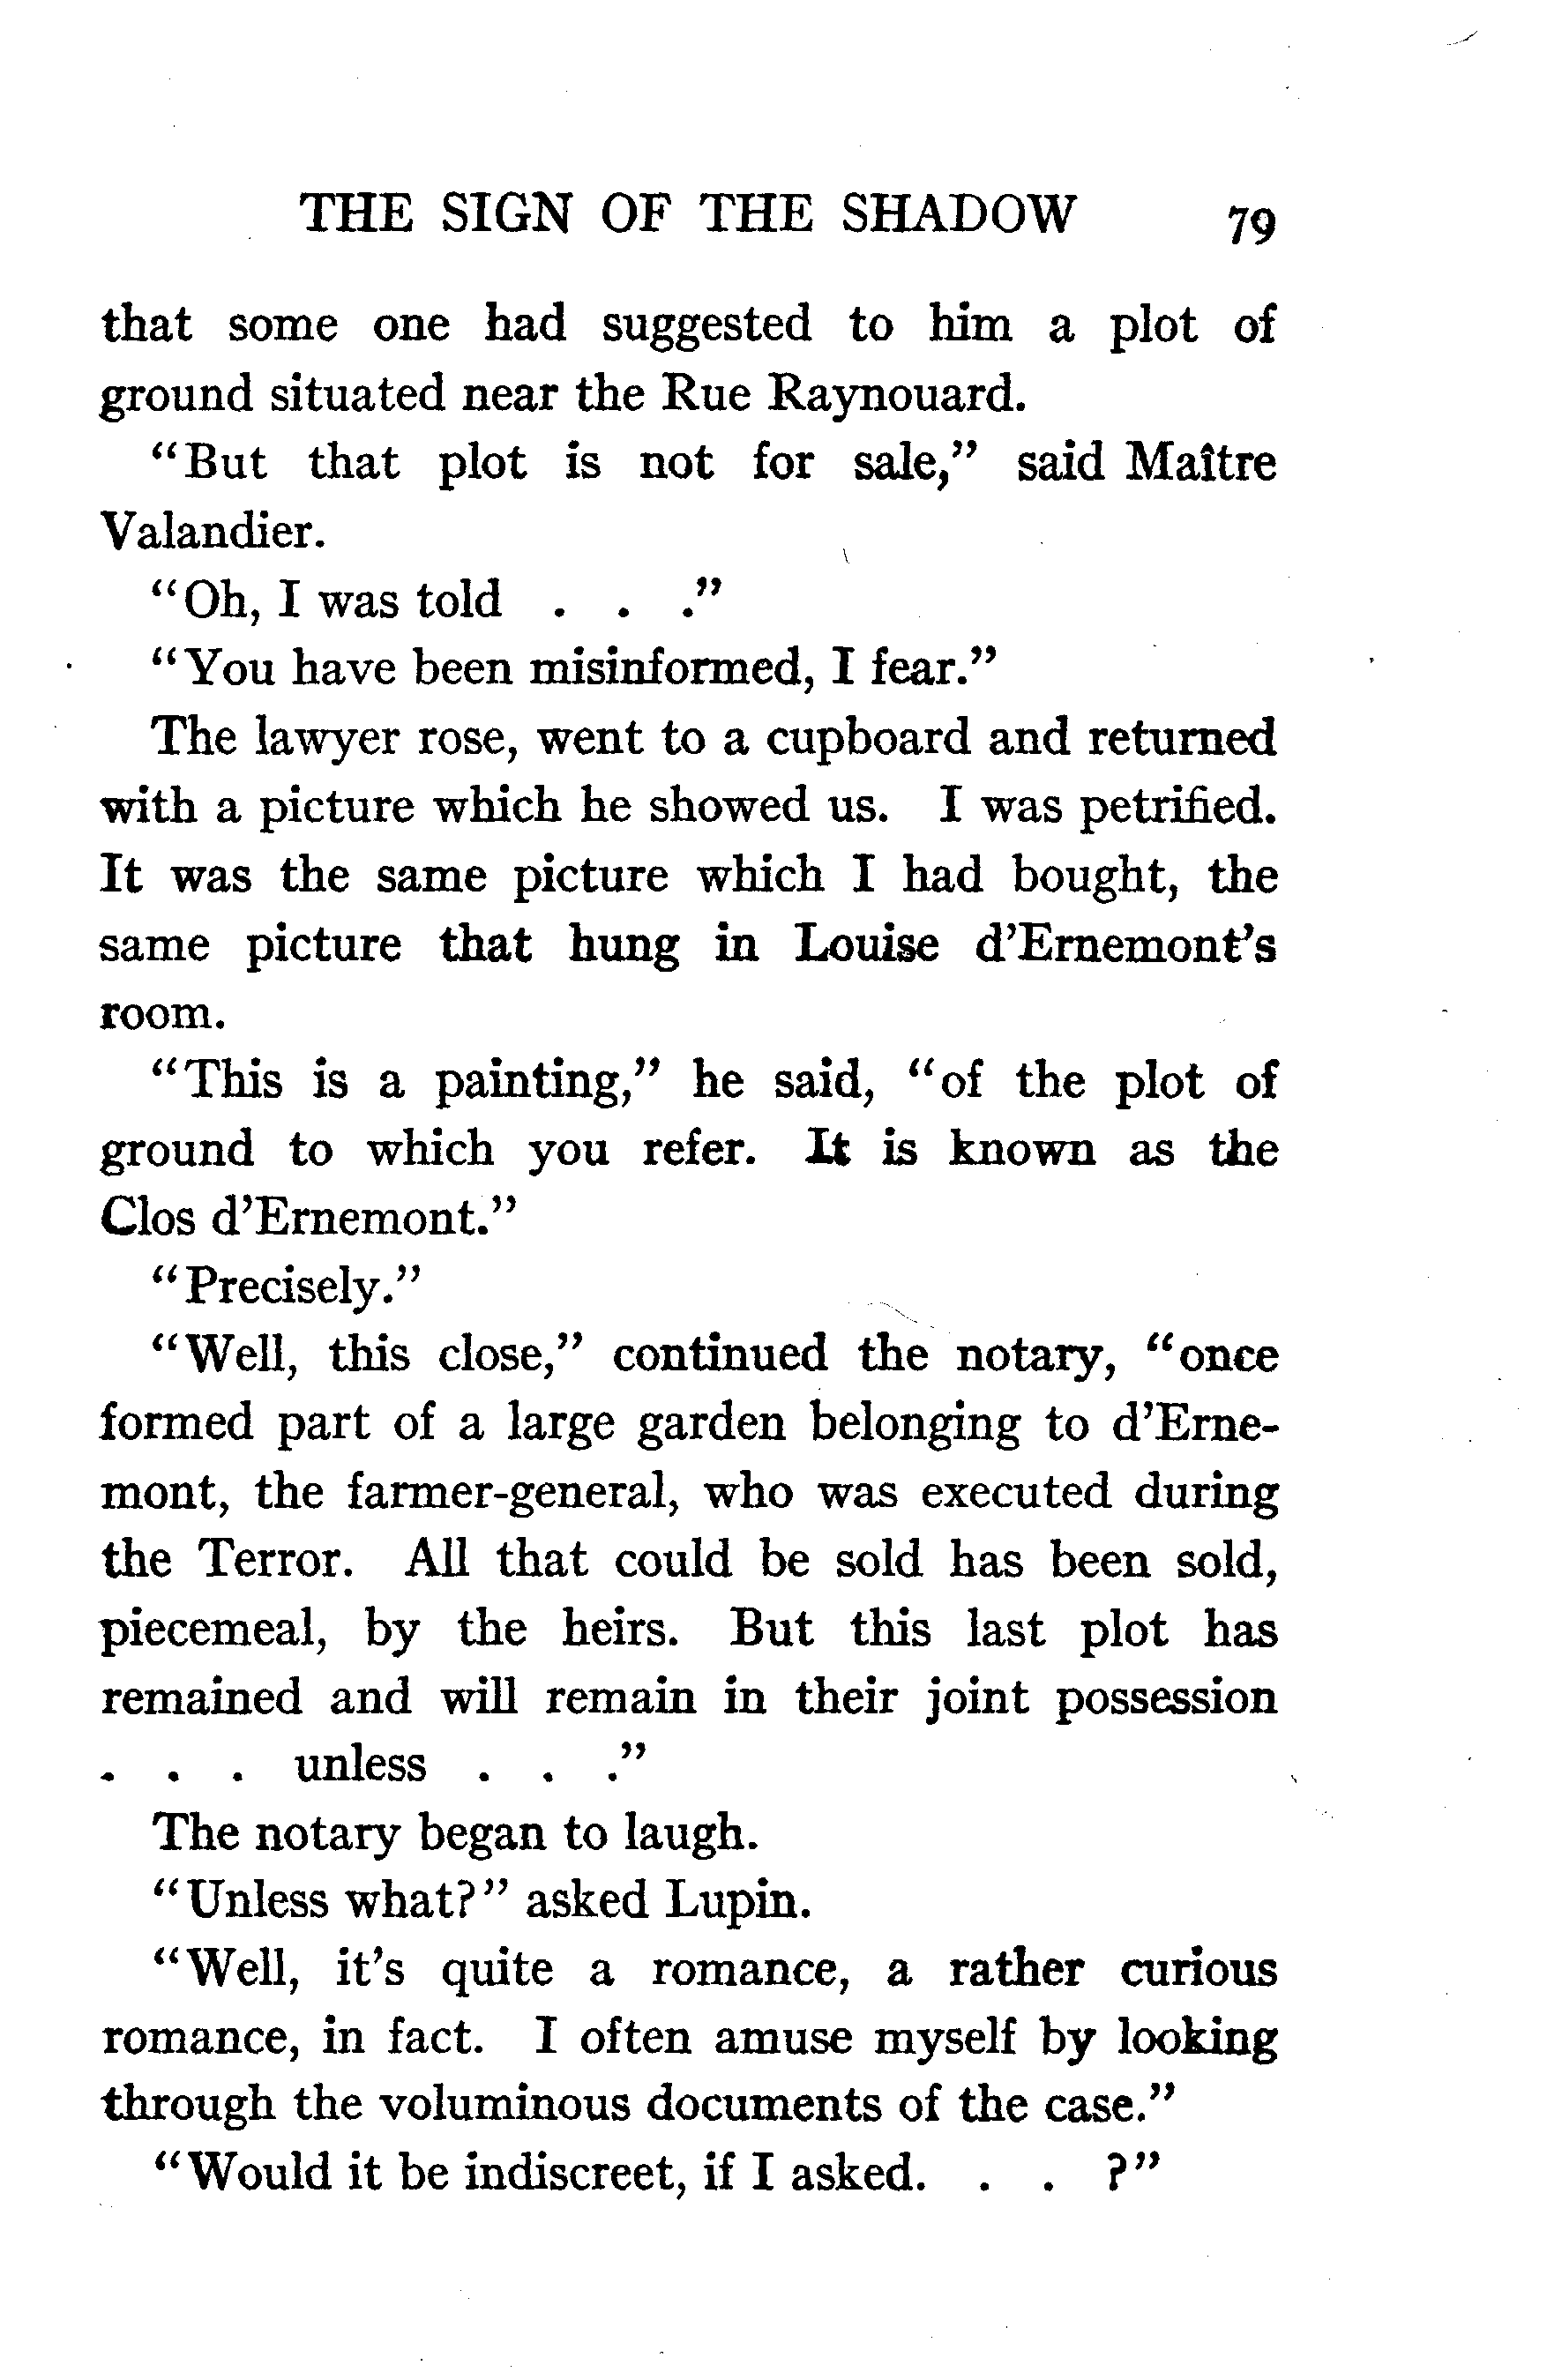 THE SIGN OF THE SHADOW 79
that some one had suggested to him a plot of
ground situated near the Rue Raynouard.
“But that plot is not for sale,” said Maître
Valandier.
“Oh, I was told . . .”
“You have been misinformed, I fear.”
The lawyer rose, went to a cupboard and returned
with a picture which he showed us. I was petrified.
It was the same picture which I had bought, the
same picture that hung in Louise d’Ernemont’s
room.
“This is a painting,” he said, “of the plot of
ground to which you refer. It is known as the
Clos d’Ernemont.”
“Precisely.”
“Well, this close,” continued the notary, “once
formed part of a large garden belonging to d’Erne-
mont, the farmer-general, who was executed during
the Terror. All that could be sold has been sold,
piecemeal, by the heirs. But this last plot has
remained and will remain in their joint possession
. . . unless . . .”
The notary began to laugh.
“Unless what?” asked Lupin.
“Well, it’s quite a romance, a rather curious
romance, in fact. I often amuse myself by looking
through the voluminous documents of the case.”
“Would it be indiscreet, if I asked. . . ?”